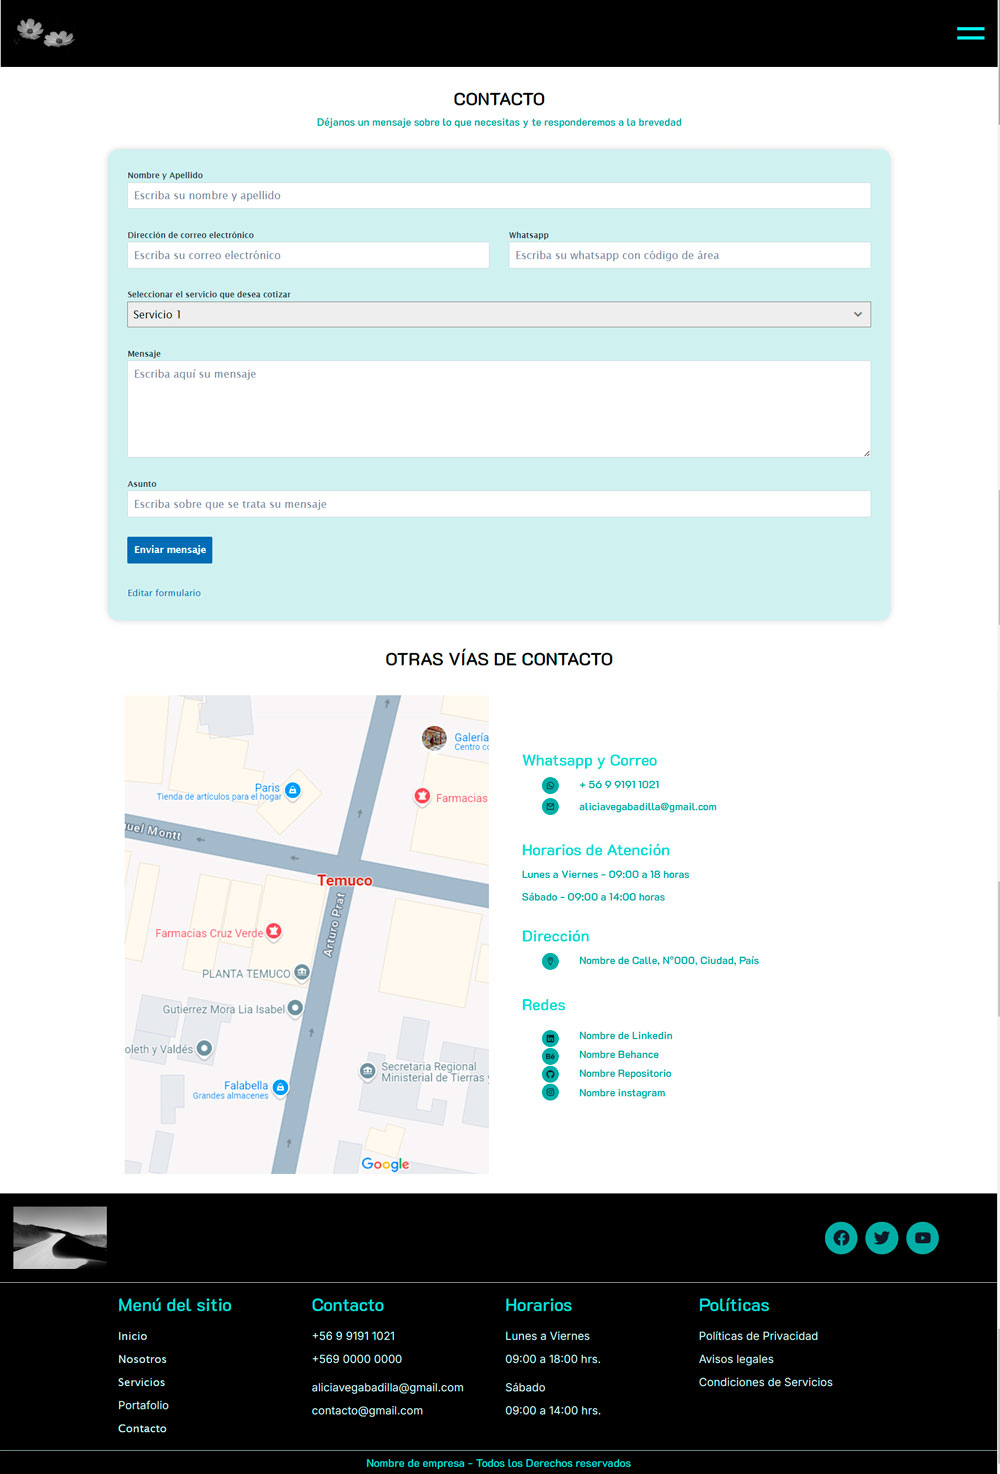 CONTACTO
Déjanos un mensaje sobre lo que necesitas y te responderemos a la brevedad
Nombre y Apellido
Escriba su nombre y apellido
Dirección de correo electrónico
Whatsapp
Escriba su correo electrónico
Escriba su whatsapp con código de área
Seleccionar el servicio que desea cotizar
Servicio 1
Mensaje
Escriba aquí su mensaje
Asunto
Escriba sobre que se trata su mensaje
Enviar mensaje
Editar formulario
OTRAS VÍAS DE CONTACTO
Galería
Centro co
Paris
Tienda de artículos para el hogar
Farmacias
uel Montt
Temuco
Arturo Prat
Farmacias Cruz Verde
PLANTA TEMUCO
Gutierrez Mora Lia Isabel
oleth y Valdés
Secretaria Regional
Ministerial de Tierras y
Falabella
Grandes almacenes
Google
Whatsapp y Correo
+ 56 9 9191 1021
aliciavegabadilla@gmail.com
Horarios de Atención
Lunes a Viernes - 09:00 a 18 horas
Sábado - 09:00 a 14:00 horas
Dirección
Nombre de Calle, N°000, Ciudad, País
Redes
Nombre de Linkedin
Bē Nombre Behance
Nombre Repositorio
Nombre instagram
Menú del sitio
Inicio
Nosotros
Servicios
Portafolio
Contacto
Contacto
+56 9 9191 1021
+569 0000 0000
aliciavegabadilla@gmail.com
contacto@gmail.com
Horarios
Lunes a Viernes
09:00 a 18:00 hrs.
Sábado
09:00 a 14:00 hrs.
Políticas
Políticas de Privacidad
Avisos legales
Condiciones de Servicios
Nombre de empresa - Todos los Derechos reservados